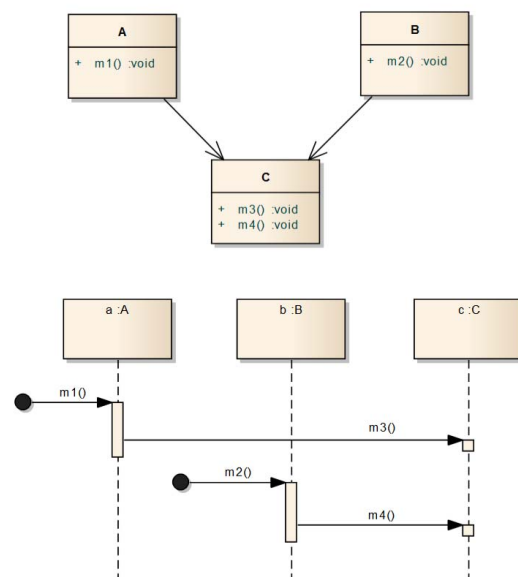 A
+ m1() :void
B
+ m2() :void
C
+ m3() :void
+ m4() :void
a :A
b :B
c :C
m1()
m3()
m2()
m4()